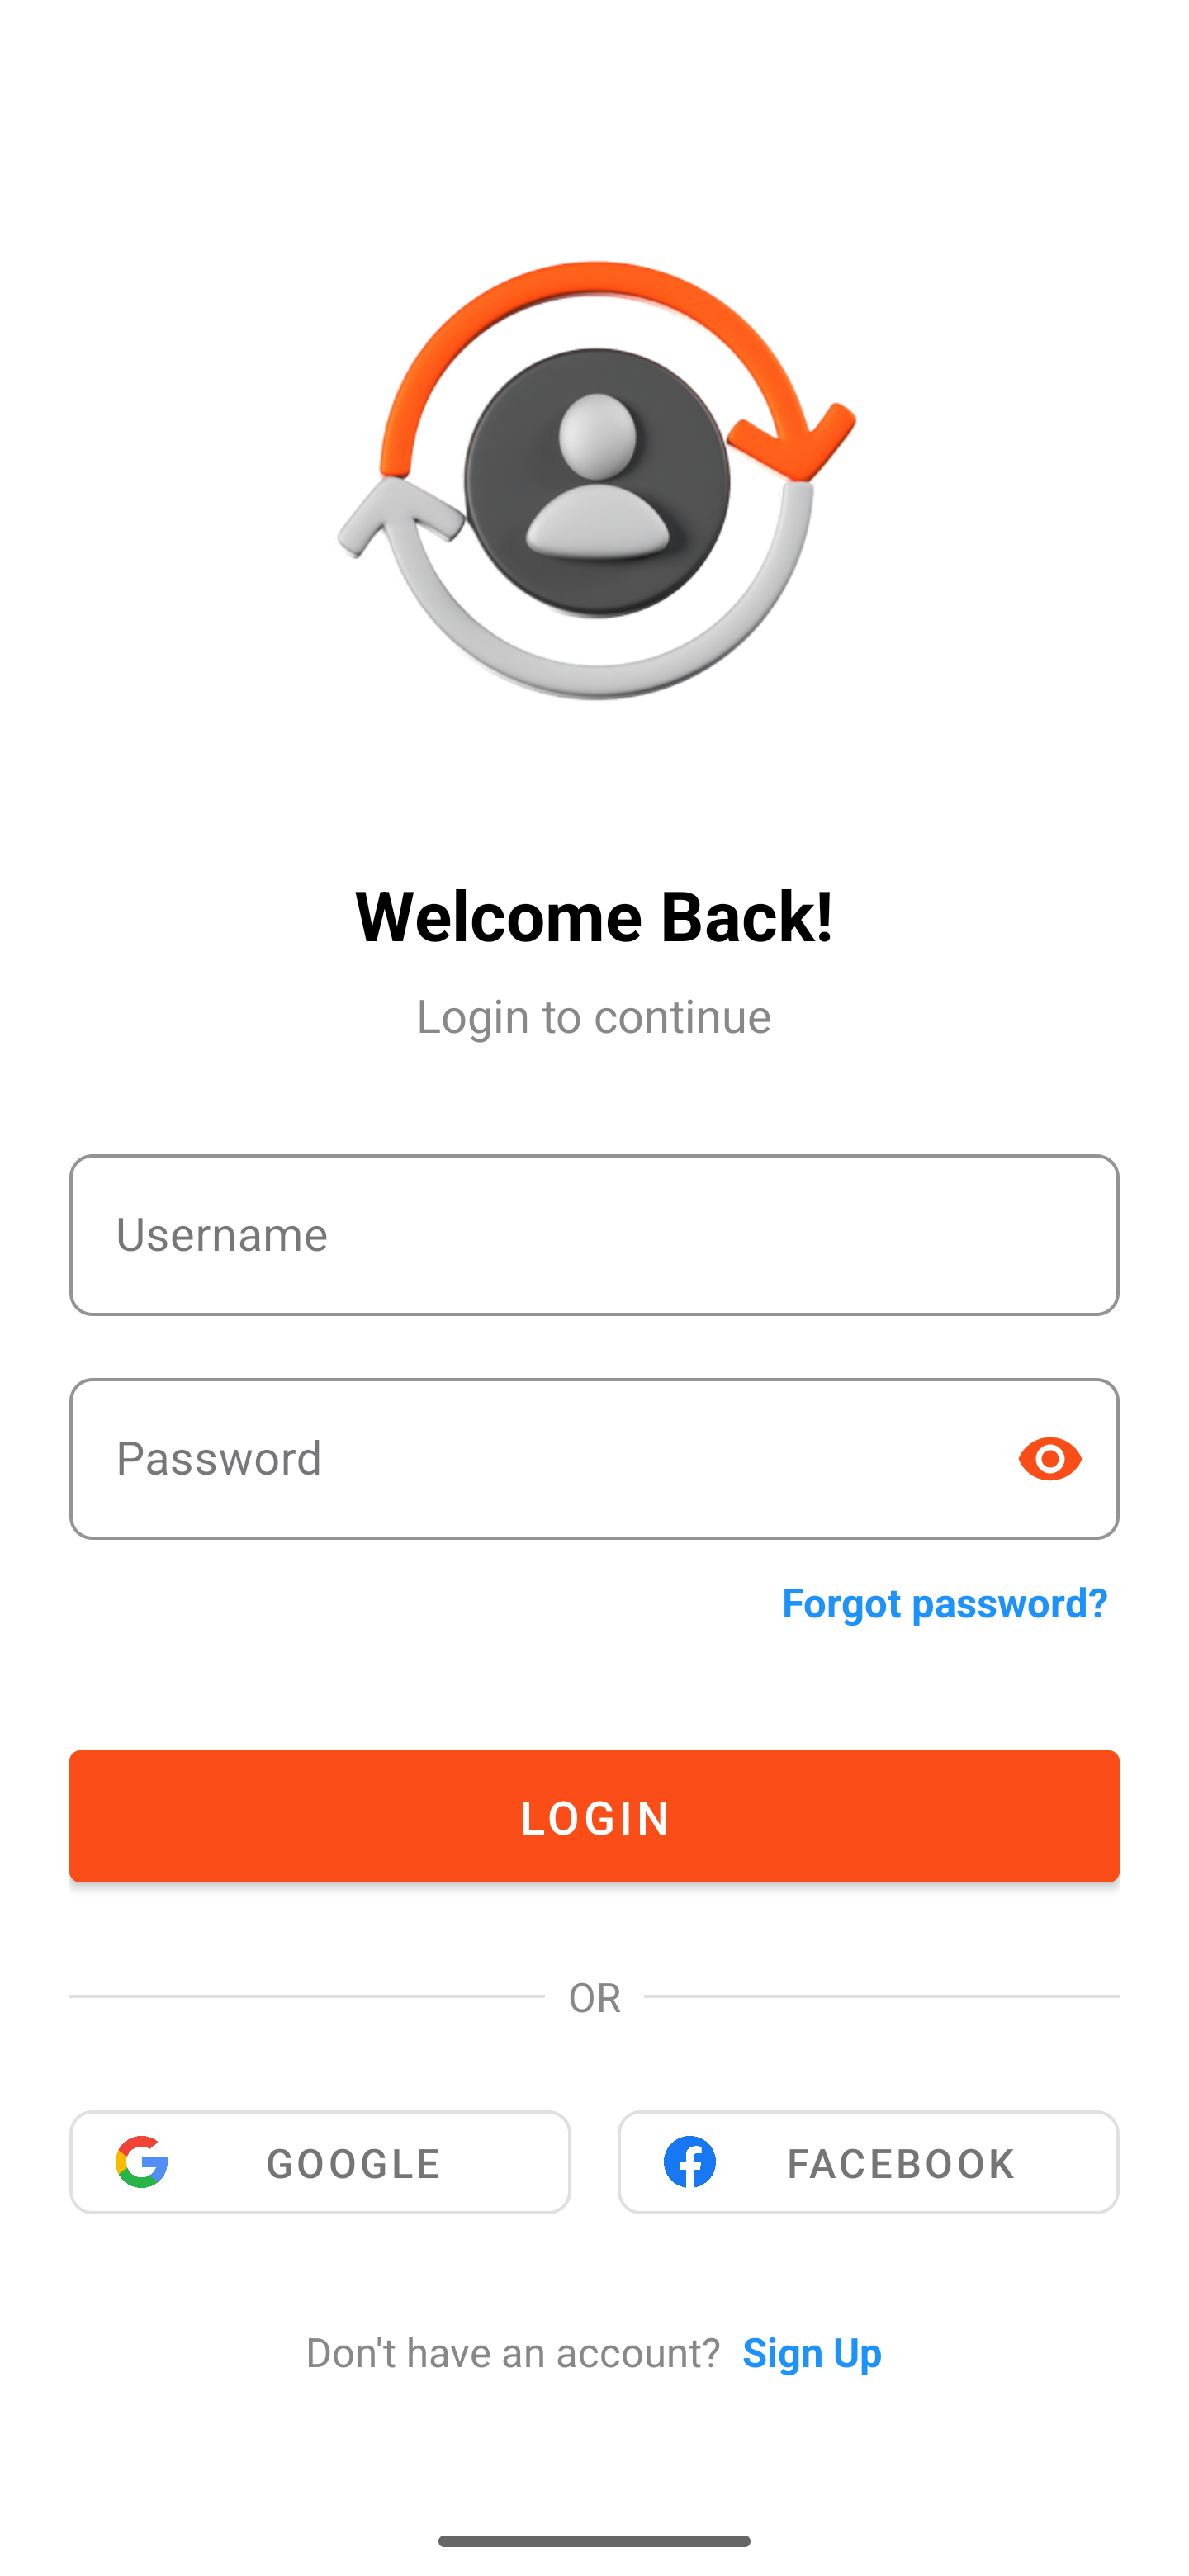 Welcome Back!
Login to continue
Username
Password
Forgot password?
LOGIN
OR
GOOGLE
FACEBOOK
Don't have an account? Sign Up